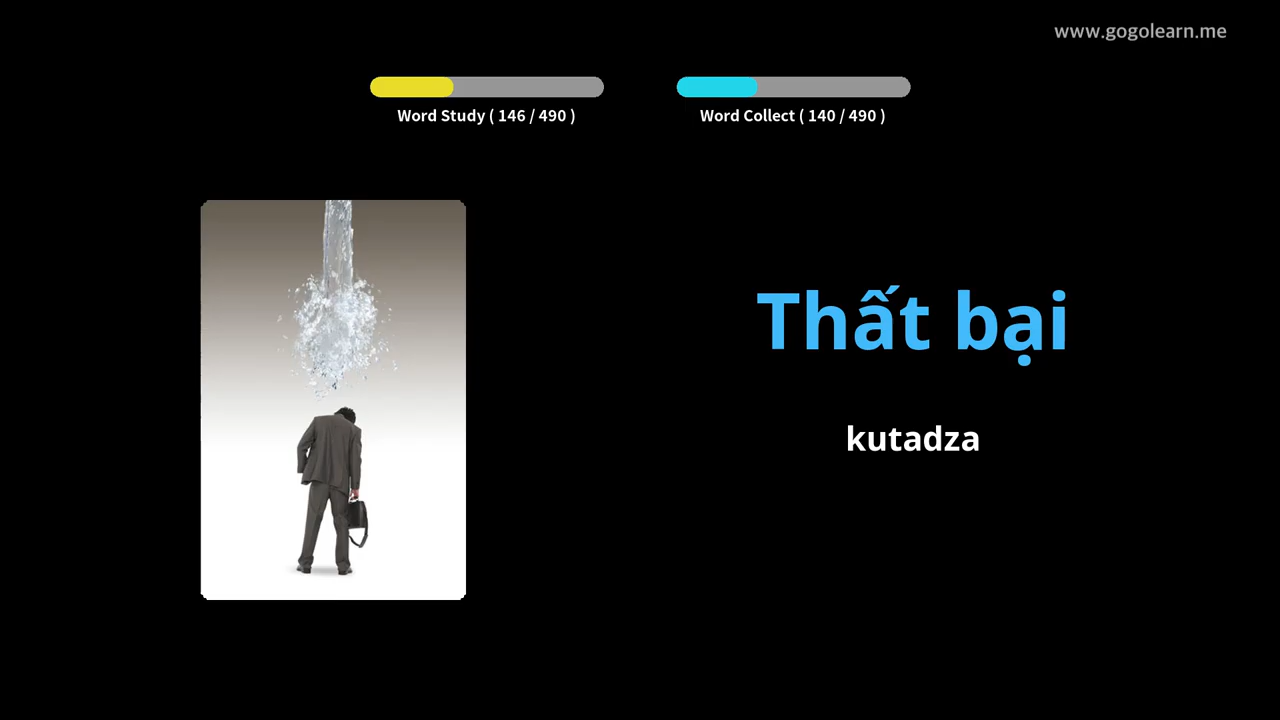 www.gogolearn.me
Word Study ( 146 / 490 )
Word Collect ( 140 / 490 )
Thất bại
kutadza